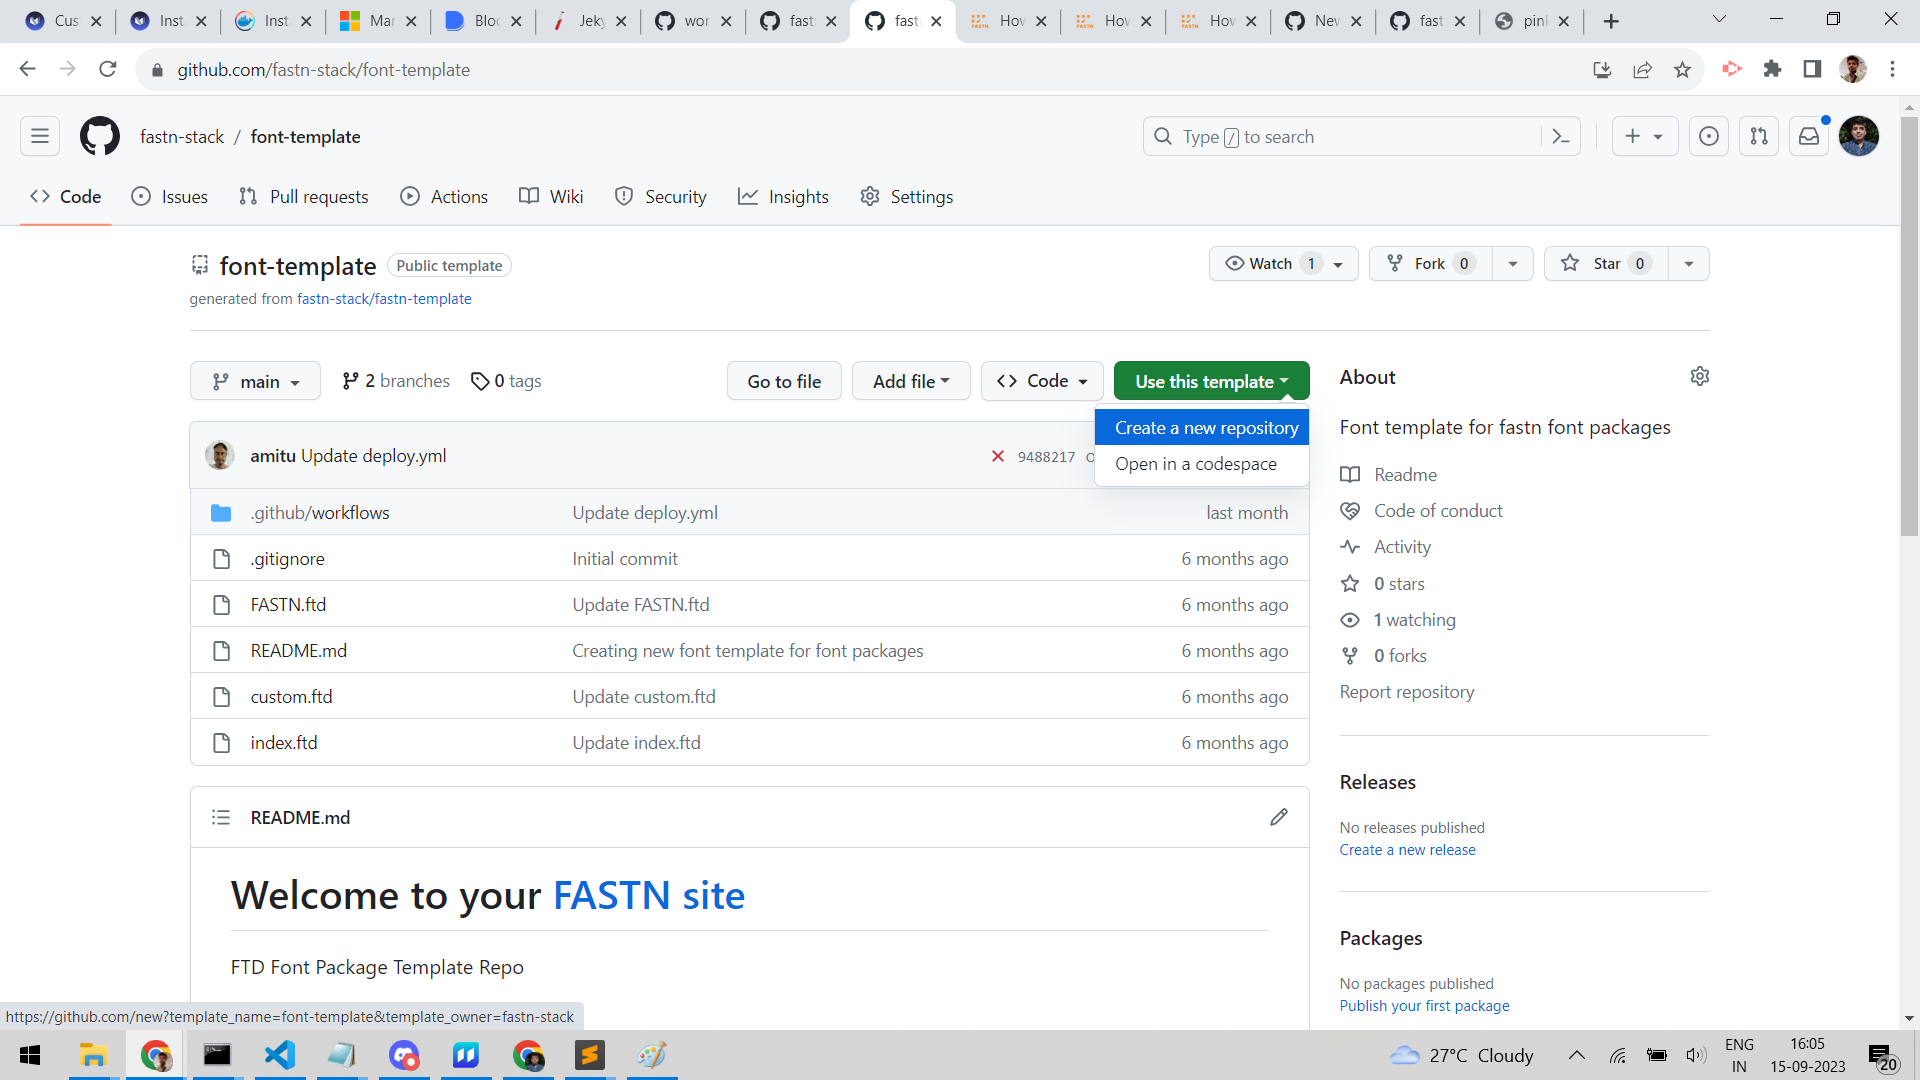 Cus
Inst
Inst
Mar
Bloc
Jeky
wor
fast
fast
How
How
How
New
fast
pin
github.com/fastn-stack/font-template
fastn-stack / font-template
Type / to search
Code
Issues
Pull requests
Actions
Wiki
Security
Insights
Settings
font-template
Public template
Watch 1
Fork 0
Star 0
generated from fastn-stack/fastn-template
main
2 branches
0 tags
Go to file
Add file
Code
Use this template
Create a new repository
Open in a codespace
amitu Update deploy.yml
9488217
.github/workflows Update deploy.yml last month
.gitignore Initial commit 6 months ago
FASTN.ftd Update FASTN.ftd 6 months ago
README.md Creating new font template for font packages 6 months ago
custom.ftd Update custom.ftd 6 months ago
index.ftd Update index.ftd 6 months ago
README.md
Welcome to your FASTN site
FTD Font Package Template Repo
About
Font template for fastn font packages
Readme
Code of conduct
Activity
0 stars
1 watching
0 forks
Report repository
Releases
No releases published
Create a new release
Packages
No packages published
Publish your first package
https://github.com/new?template_name=font-template&template_owner=fastn-stack
27°C Cloudy
ENG
IN
16:05
15-09-2023
20